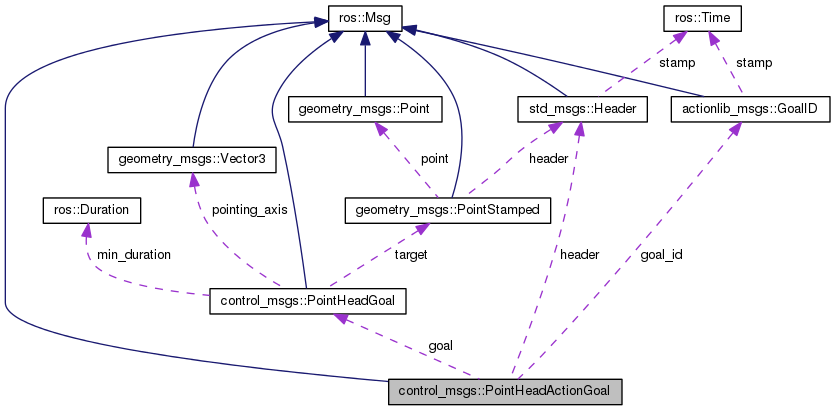 ros::Msg
ros::Time
stamp
stamp
geometry_msgs::Point
std_msgs::Header
actionlib_msgs::GoalID
geometry_msgs::Vector3
point
header
ros::Duration
pointing_axis
geometry_msgs::PointStamped
min_duration
target
header
goal_id
control_msgs::PointHeadGoal
goal
control_msgs::PointHeadActionGoal